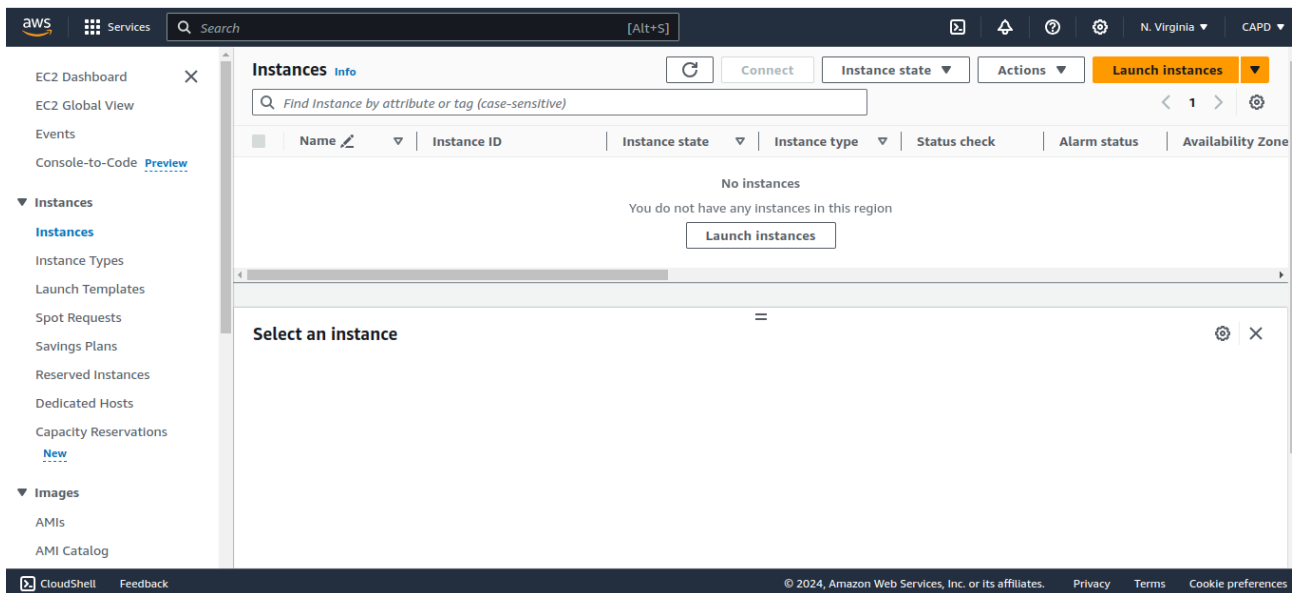 aws Services Search [Alt+S] N. Virginia CAPD
EC2 Dashboard
EC2 Global View
Events
Console-to-Code Preview
Instances
Instances
Instance Types
Launch Templates
Spot Requests
Savings Plans
Reserved Instances
Dedicated Hosts
Capacity Reservations
New
Images
AMIs
AMI Catalog
Instances Info Connect Instance state Actions Launch instances
Find Instance by attribute or tag (case-sensitive) 1
Name Instance ID Instance state Instance type Status check Alarm status Availability Zone
No instances
You do not have any instances in this region
Launch instances
Select an instance
CloudShell Feedback © 2024, Amazon Web Services, Inc. or its affiliates. Privacy Terms Cookie preferences